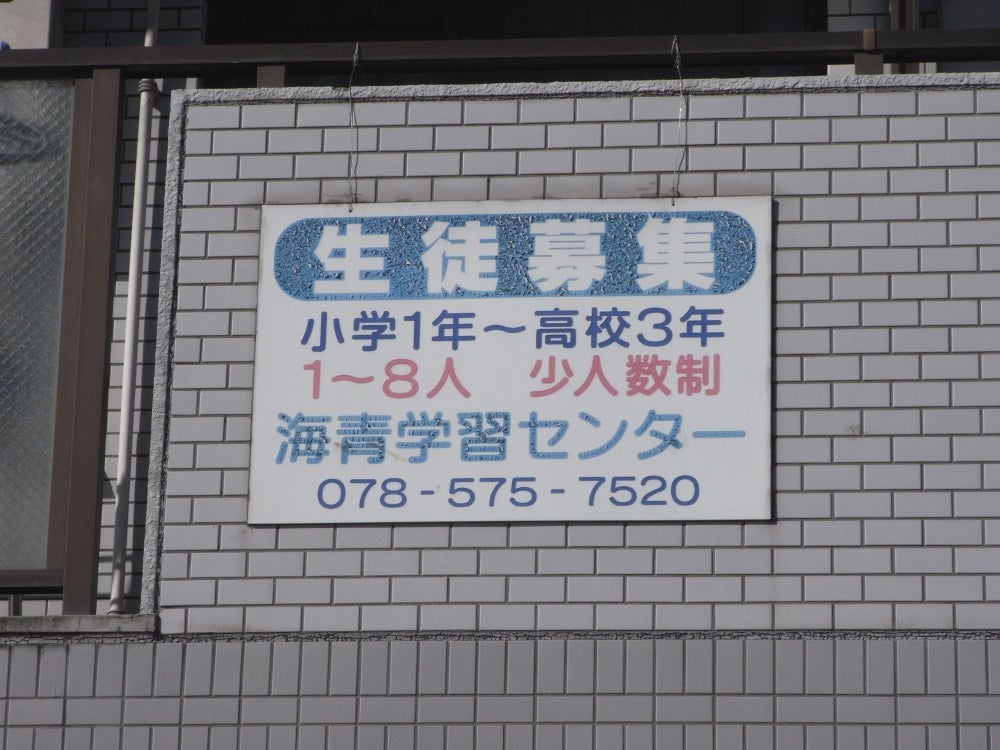 生徒募集
小学1年～高校3年
1～8人　少人数制
海青学習センター
078-575-7520